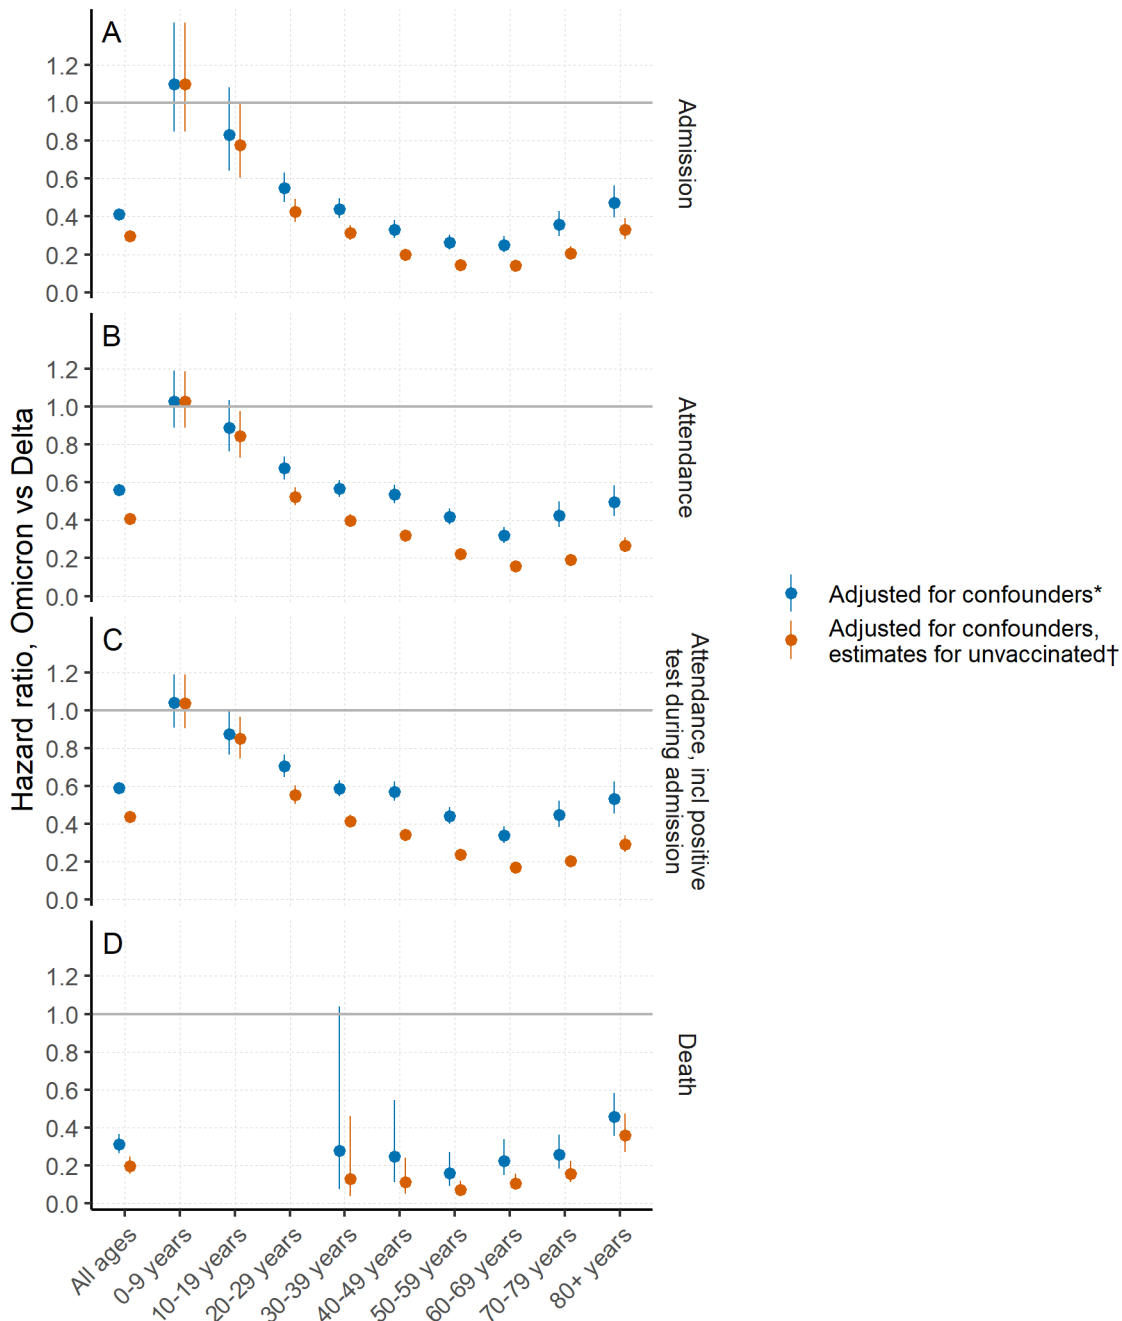 Hazard ratio, Omicron vs Delta
A
1.2
1.0
0.8
0.6
0.4
0.2
0.0
Admission
B
1.2
1.0
0.8
0.6
0.4
0.2
0.0
Attendance
C
1.2
1.0
0.8
0.6
0.4
0.2
0.0
Attendance, incl positive
test during admission
D
1.2
1.0
0.8
0.6
0.4
0.2
0.0
Death
All ages
0-9 years
10-19 years
20-29 years
30-39 years
40-49 years
50-59 years
60-69 years
70-79 years
80+ years
Adjusted for confounders*
Adjusted for confounders,
estimates for unvaccinated†